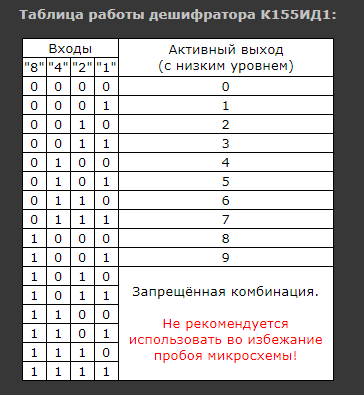 Таблица работы дешифратора К155ИД1:
Входы
Активный выход
(с низким уровнем)
"8" "4" "2" "1"
0 0 0 0 0
0 0 0 1 1
0 0 1 0 2
0 0 1 1 3
0 1 0 0 4
0 1 0 1 5
0 1 1 0 6
0 1 1 1 7
1 0 0 0 8
1 0 0 1 9
1 0 1 0
1 0 1 1
1 1 0 0
1 1 0 1
1 1 1 0
1 1 1 1
Запрещённая комбинация.
Не рекомендуется
использовать во избежание
пробоя микросхемы!